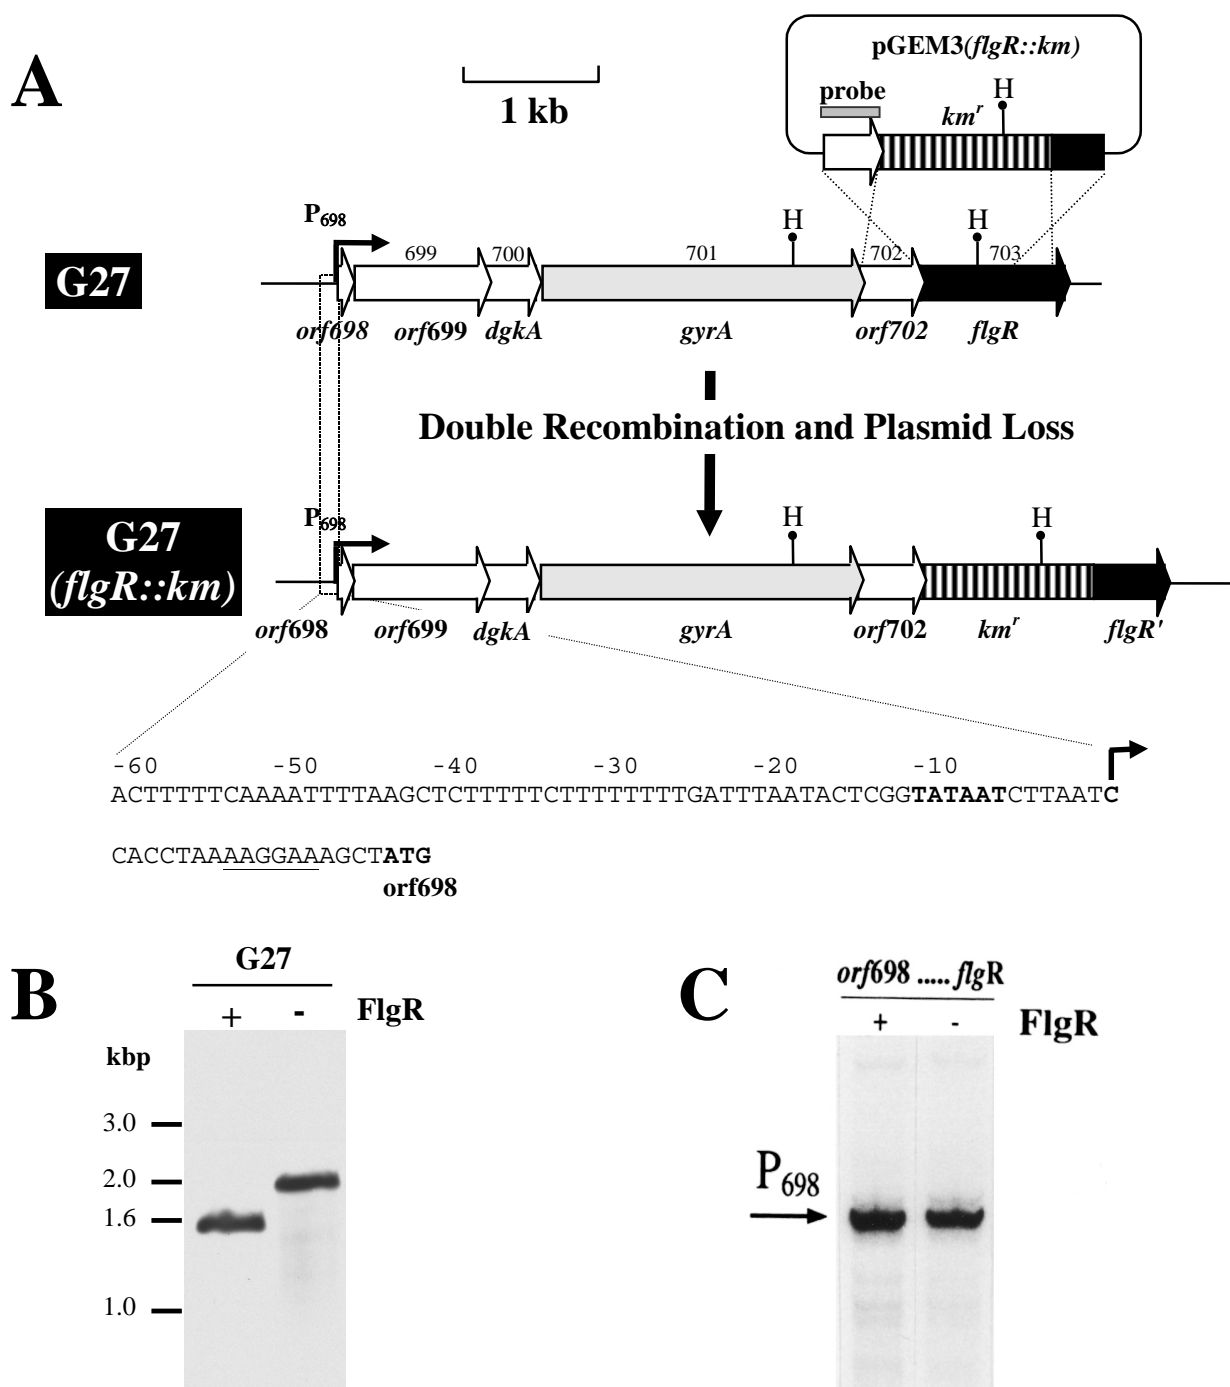 A
pGEM3(flgR::km)
1 kb
probe
H
kmʳ
P698
H
H
699
700
701
702
703
G27
orf698
orf699
dgkA
gyrA
orf702
flgR
Double Recombination and Plasmid Loss
G27
(flgR::km)
P698
H
H
orf698
orf699
dgkA
gyrA
orf702
kmʳ
flgR'
-60 -50 -40 -30 -20 -10
ACTTTTTCAAAATTTTAAGCTCTTTTTCTTTTTTTTGATTTAATACTCGGTATAATCTTAATC
CACCTAAAAGGAAAGCTATG
orf698
B
G27
+ - FlgR
kbp
3.0
2.0
1.6
1.0
C
orf698 ..... flgR
+ - FlgR
P698